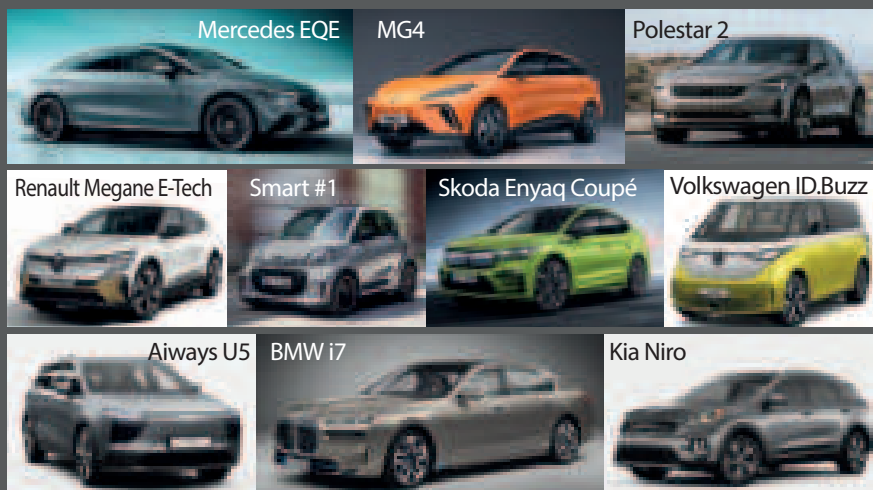 Mercedes EQE
MG4
Polestar 2
Renault Megane E-Tech
Smart #1
Skoda Enyaq Coupé
Volkswagen ID.Buzz
Aiways U5
BMW i7
Kia Niro